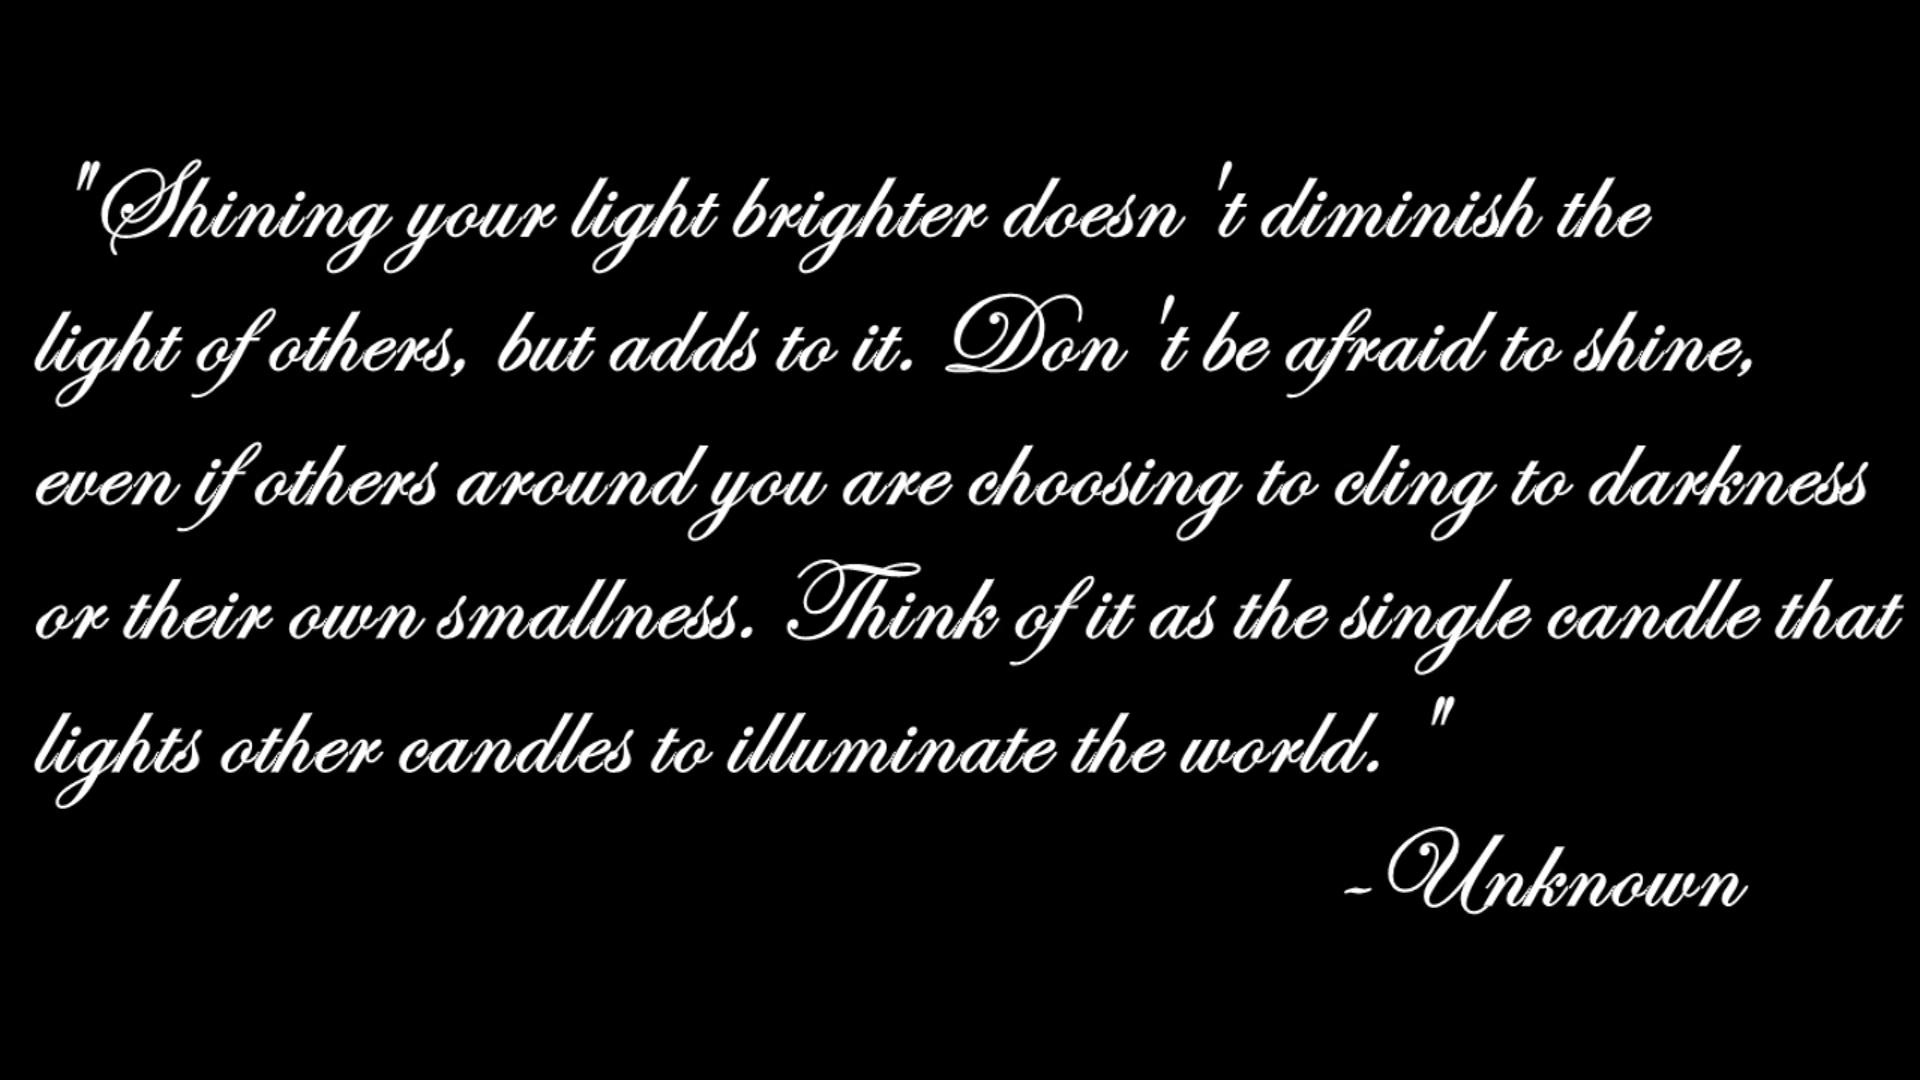 "Shining your light brighter doesn't diminish the
light of others, but adds to it. Don't be afraid to shine,
even if others around you are choosing to cling to darkness
or their own smallness. Think of it as the single candle that
lights other candles to illuminate the world."
-Unknown